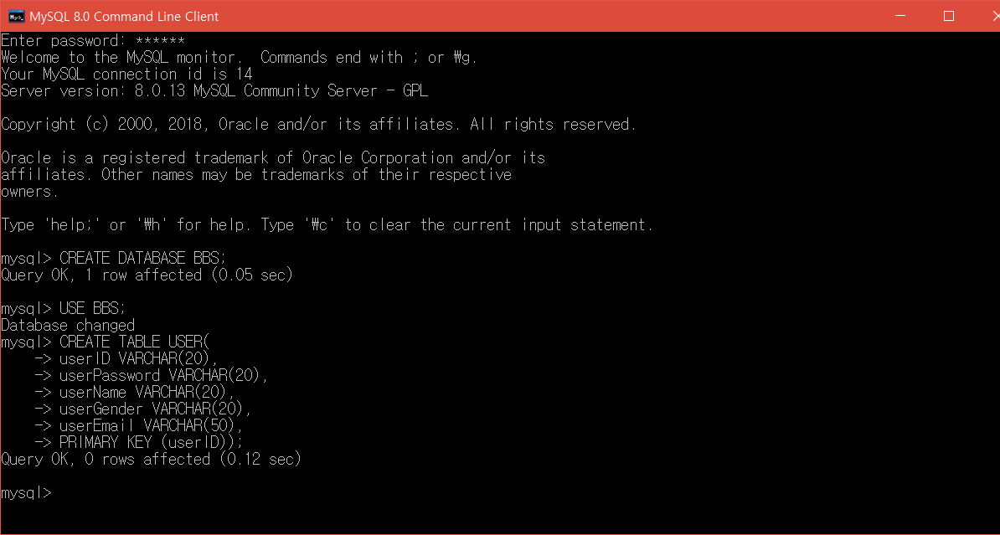 MySQL 8.0 Command Line Client
Enter password: ******
Welcome to the MySQL monitor.  Commands end with ; or ₩g.
Your MySQL connection id is 14
Server version: 8.0.13 MySQL Community Server - GPL
Copyright (c) 2000, 2018, Oracle and/or its affiliates. All rights reserved.
Oracle is a registered trademark of Oracle Corporation and/or its
affiliates. Other names may be trademarks of their respective
owners.
Type 'help;' or '₩h' for help. Type '₩c' to clear the current input statement.
mysql> CREATE DATABASE BBS;
Query OK, 1 row affected (0.05 sec)
mysql> USE BBS;
Database changed
mysql> CREATE TABLE USER(
    -> userID VARCHAR(20),
    -> userPassword VARCHAR(20),
    -> userName VARCHAR(20),
    -> userGender VARCHAR(20),
    -> userEmail VARCHAR(50),
    -> PRIMARY KEY (userID));
Query OK, 0 rows affected (0.12 sec)
mysql>